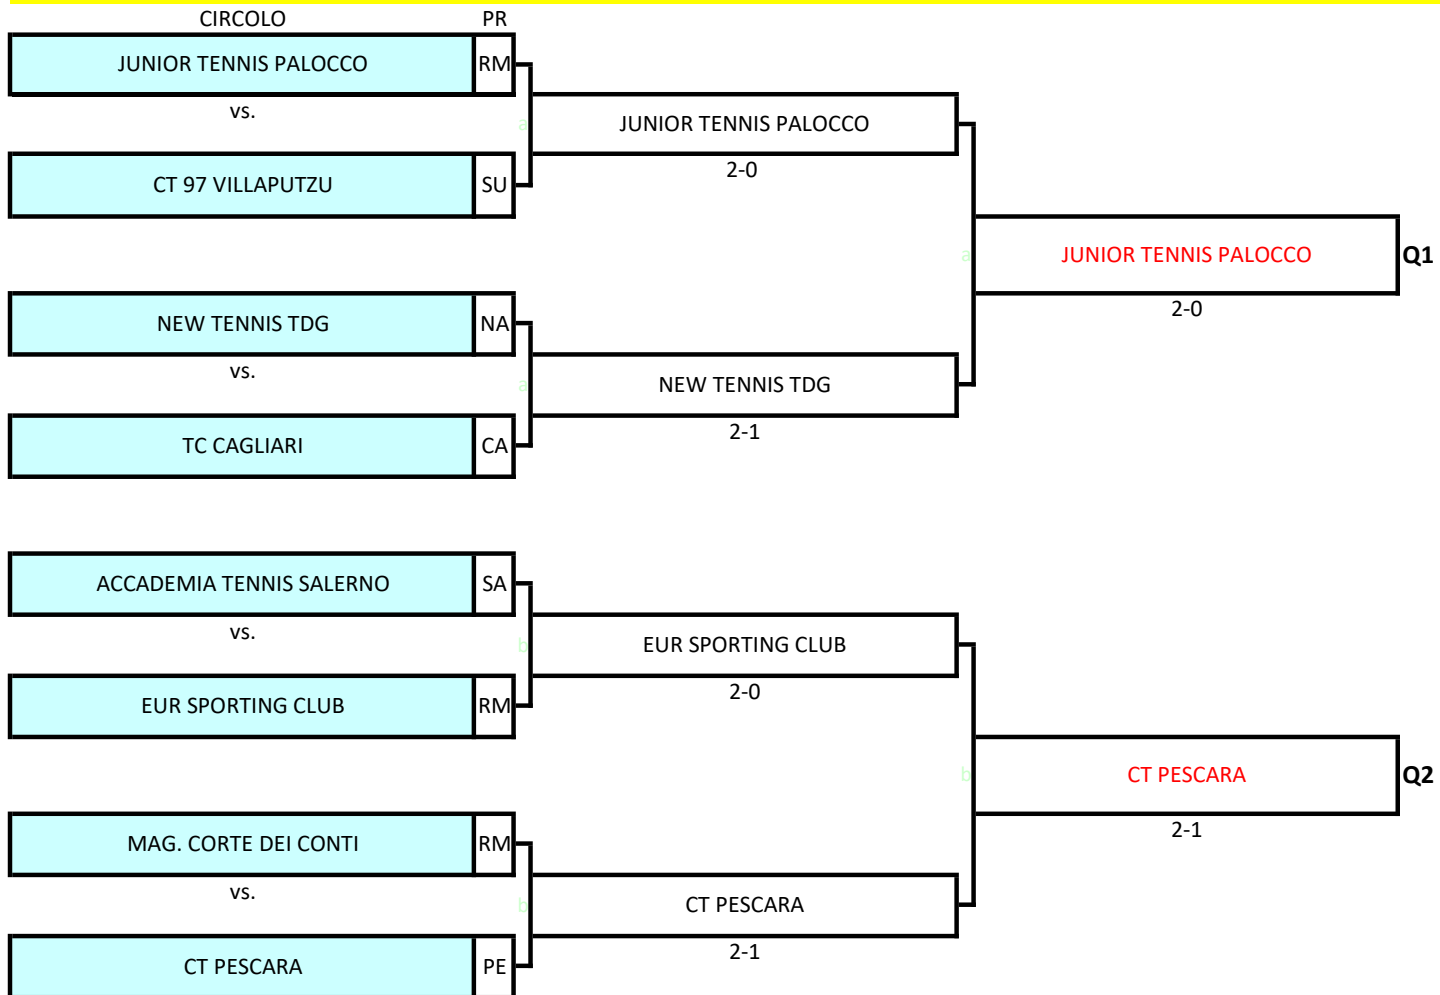 CIRCOLO PR
JUNIOR TENNIS PALOCCO RM
vs.
a JUNIOR TENNIS PALOCCO
2-0
CT 97 VILLAPUTZU SU
a JUNIOR TENNIS PALOCCO Q1
2-0
NEW TENNIS TDG NA
vs.
a NEW TENNIS TDG
2-1
TC CAGLIARI CA
ACCADEMIA TENNIS SALERNO SA
vs.
b EUR SPORTING CLUB
2-0
EUR SPORTING CLUB RM
b CT PESCARA Q2
2-1
MAG. CORTE DEI CONTI RM
vs.
b CT PESCARA
2-1
CT PESCARA PE